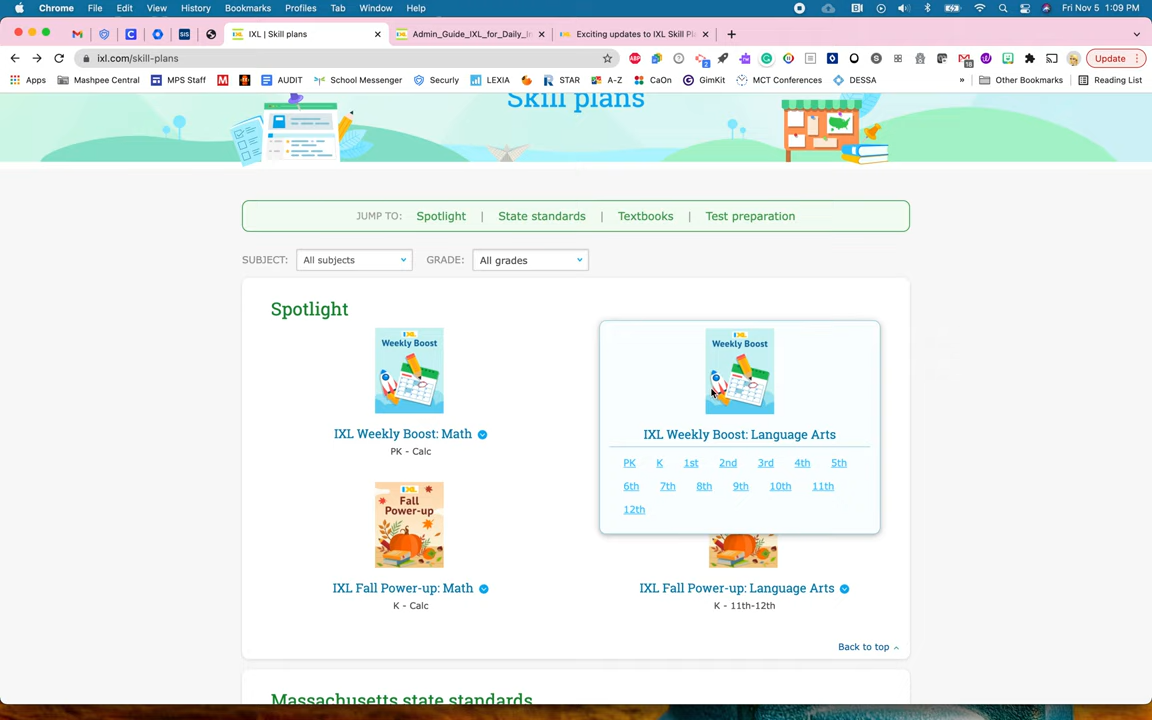 Chrome File Edit View History Bookmarks Profiles Tab Window Help Fri Nov 5 1:09 PM
IXL | Skill plans Admin_Guide_IXL_for_Daily_In Exciting updates to IXL Skill Pl
ixl.com/skill-plans Update
Apps Mashpee Central MPS Staff AUDIT School Messenger Securly LEXIA STAR A-Z CaOn GimKit MCT Conferences DESSA » Other Bookmarks Reading List
Skill plans
JUMP TO: Spotlight | State standards | Textbooks | Test preparation
SUBJECT: All subjects GRADE: All grades
Spotlight
IXL
Weekly Boost
IXL Weekly Boost: Math
PK - Calc
IXL
Weekly Boost
IXL Weekly Boost: Language Arts
PK K 1st 2nd 3rd 4th 5th
6th 7th 8th 9th 10th 11th
12th
IXL
Fall
Power-up
IXL Fall Power-up: Math
K - Calc
IXL Fall Power-up: Language Arts
K - 11th-12th
Back to top
Massachusetts state standards